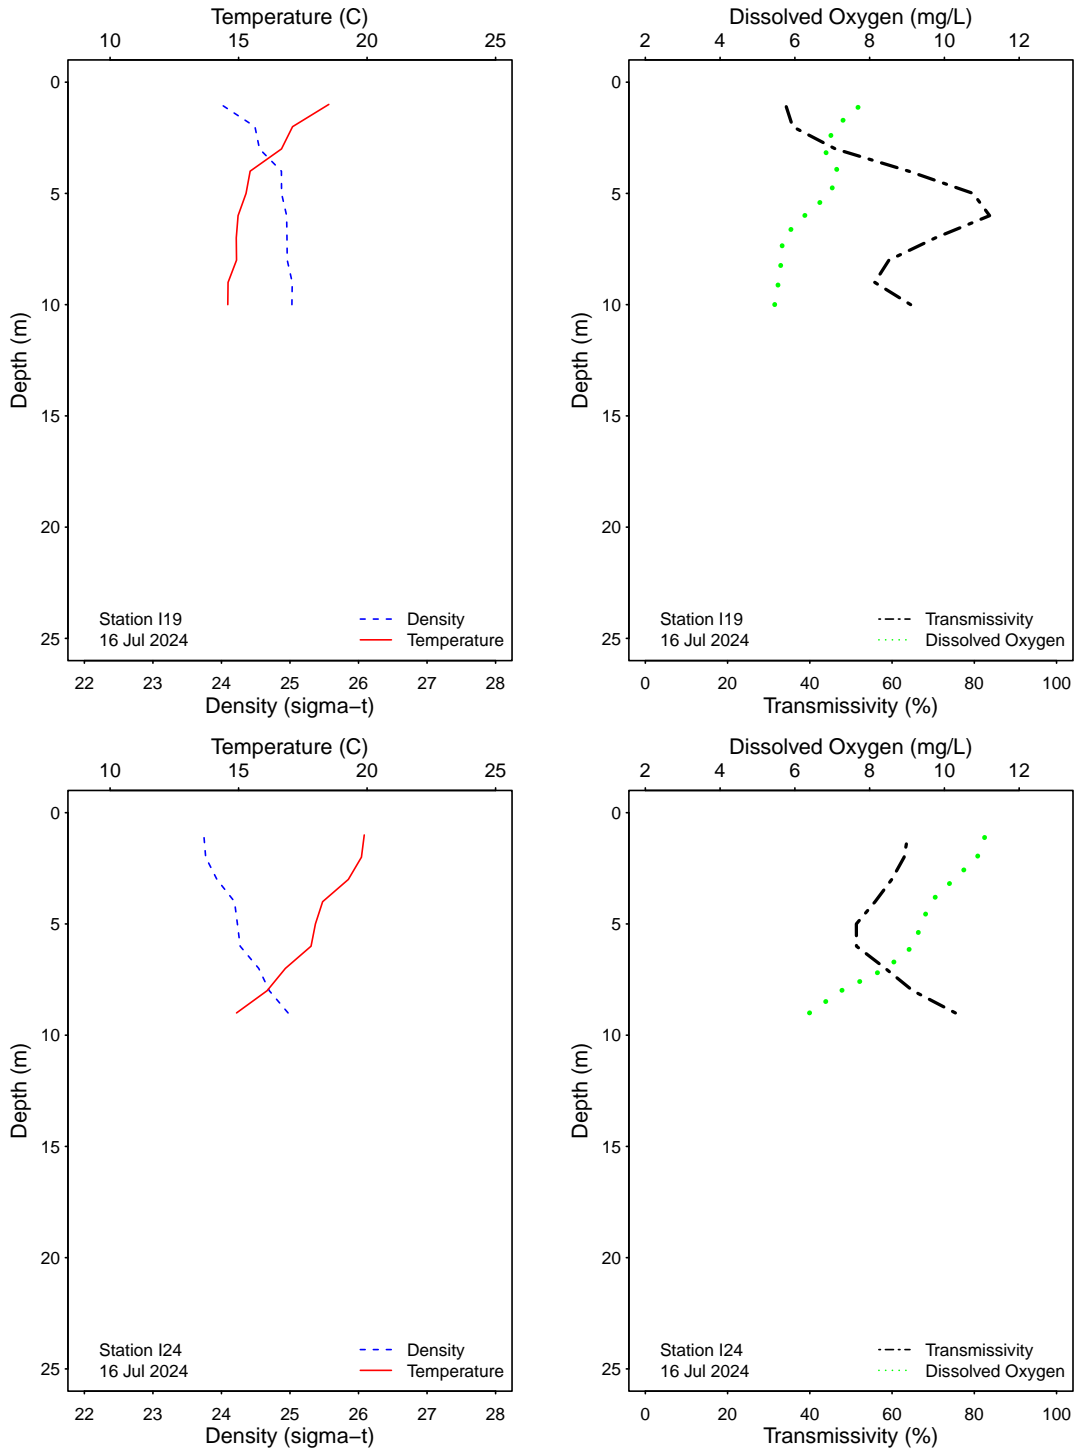 Temperature (C)
10 15 20 25
0
5
10
15
20
25
Depth (m)
Station I19
16 Jul 2024
Density
Temperature
22 23 24 25 26 27 28
Density (sigma−t)
Dissolved Oxygen (mg/L)
2 4 6 8 10 12
0
5
10
15
20
25
Depth (m)
Station I19
16 Jul 2024
Transmissivity
Dissolved Oxygen
0 20 40 60 80 100
Transmissivity (%)
Temperature (C)
10 15 20 25
0
5
10
15
20
25
Depth (m)
Station I24
16 Jul 2024
Density
Temperature
22 23 24 25 26 27 28
Density (sigma−t)
Dissolved Oxygen (mg/L)
2 4 6 8 10 12
0
5
10
15
20
25
Depth (m)
Station I24
16 Jul 2024
Transmissivity
Dissolved Oxygen
0 20 40 60 80 100
Transmissivity (%)